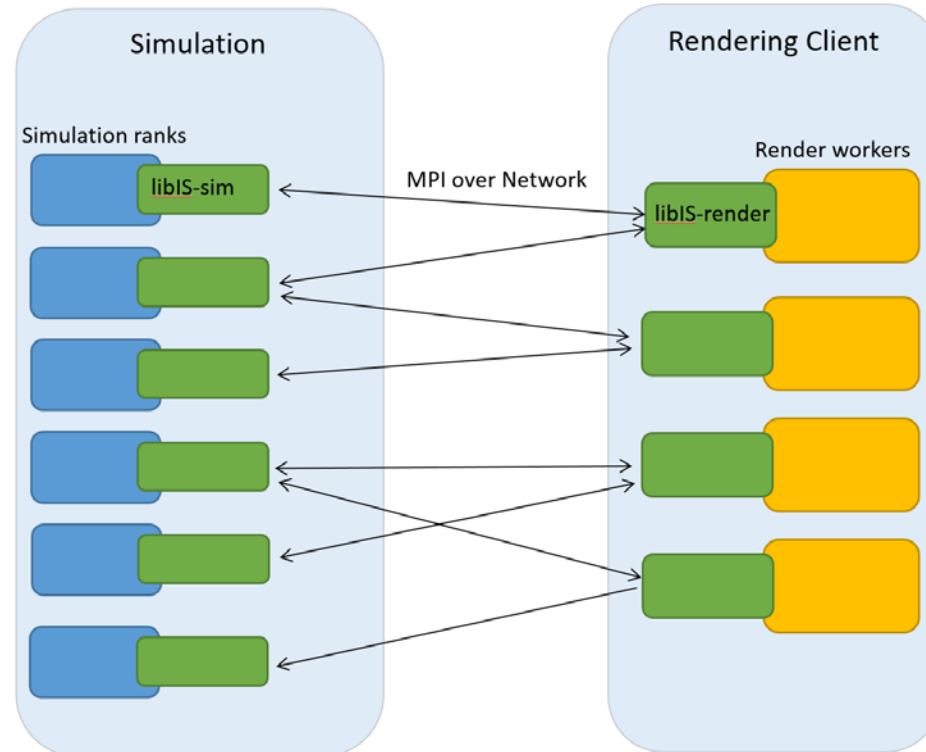 Simulation
Rendering Client
Simulation ranks
Render workers
libIS-sim
MPI over Network
libIS-render